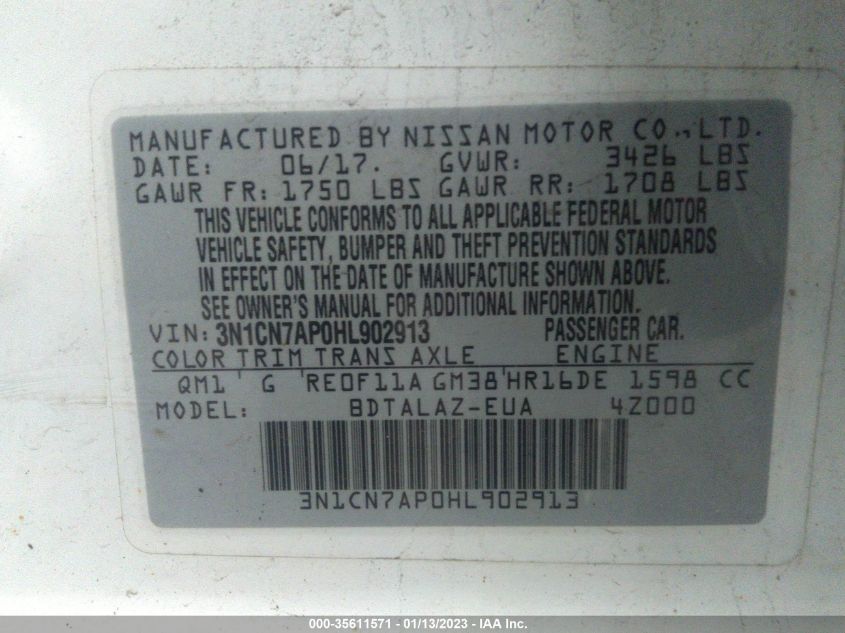 MANUFACTURED BY NISSAN MOTOR CO., LTD.
DATE: 06/17. GVWR: 3426 LBS
GAWR FR: 1750 LBS GAWR RR: 1708 LBS
THIS VEHICLE CONFORMS TO ALL APPLICABLE FEDERAL MOTOR
VEHICLE SAFETY, BUMPER AND THEFT PREVENTION STANDARDS
IN EFFECT ON THE DATE OF MANUFACTURE SHOWN ABOVE.
SEE OWNER'S MANUAL FOR ADDITIONAL INFORMATION.
VIN: 3N1CN7AP0HL902913 PASSENGER CAR.
COLOR TRIM TRANS AXLE ENGINE
QM1 ' G 'RE0F11A GM38'HR16DE 1598 CC
MODEL: BDTALAZ-EUA 4Z000
3N1CN7AP0HL902913
000-35611571 - 01/13/2023 - IAA Inc.